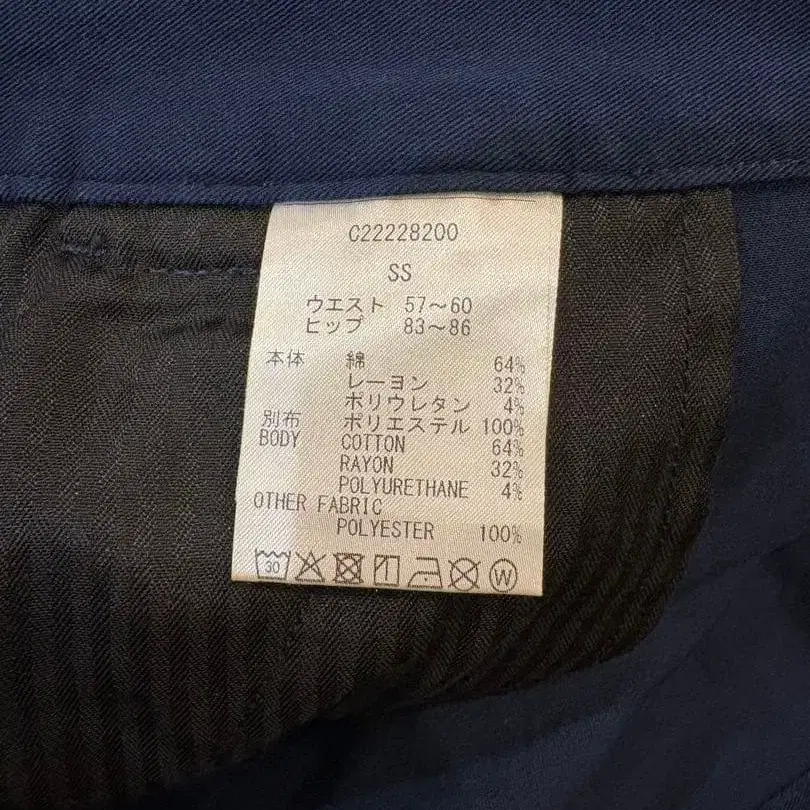 C22228200
SS
ウエスト 57～60
ヒップ 83～86
本体 綿 64%
レーヨン 32%
ポリウレタン 4%
別布 ポリエステル 100%
BODY COTTON 64%
RAYON 32%
POLYURETHANE 4%
OTHER FABRIC
POLYESTER 100%
30 W